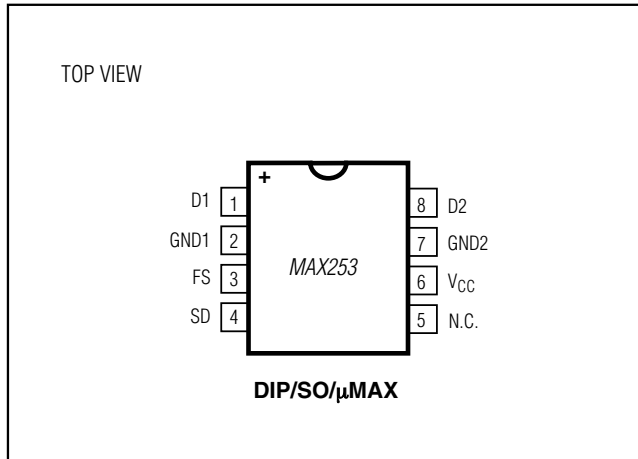 TOP VIEW
+
D1 1 8 D2
GND1 2 7 GND2
MAX253
FS 3 6 VCC
SD 4 5 N.C.
DIP/SO/µMAX